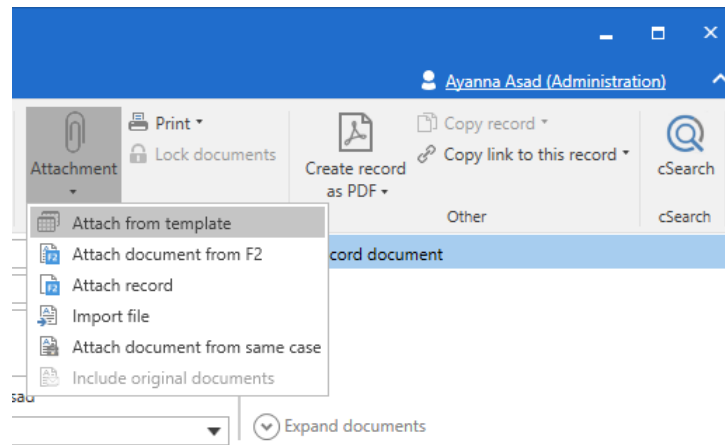 Ayanna Asad (Administration)
Print
Copy record
Attachment
Lock documents
Create record
as PDF
Copy link to this record
cSearch
Other
cSearch
Attach from template
Attach document from F2
cord document
Attach record
Import file
Attach document from same case
Include original documents
sad
Expand documents